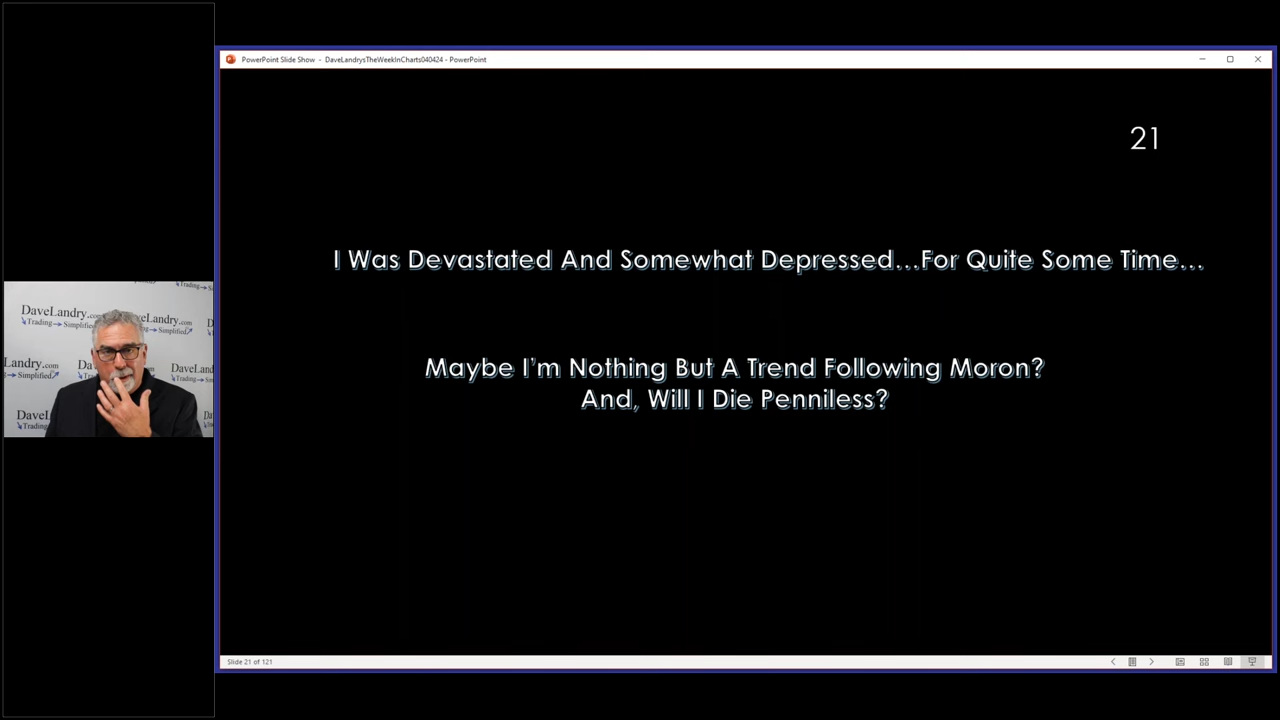 PowerPoint Slide Show - DaveLandrysTheWeekInCharts040424 - PowerPoint
21
I Was Devastated And Somewhat Depressed...For Quite Some Time...
Maybe I'm Nothing But A Trend Following Moron?
And, Will I Die Penniless?
DaveLandry.com
Trading Simplified
Slide 21 of 121